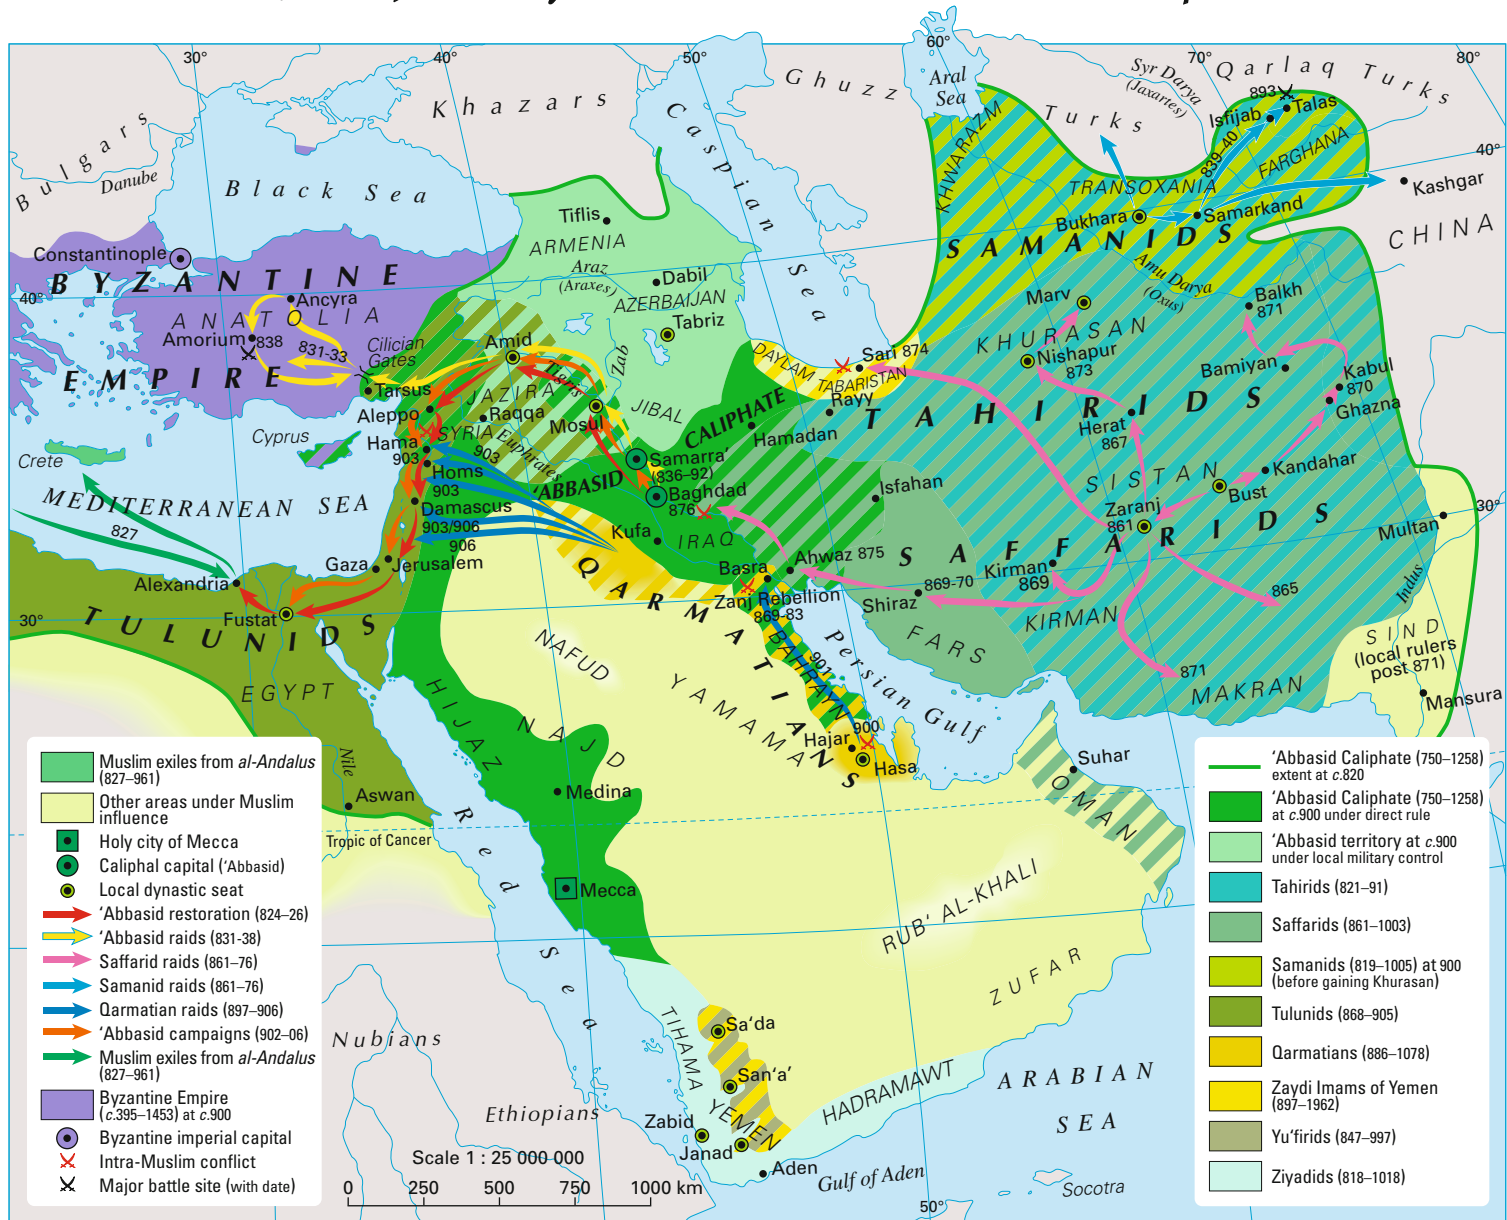 30°
40°
50°
60°
70°
80°
Bulgars
Danube
Khazars
Ghuzz
Aral
Sea
Syr Darya
(Jaxartes)
Qarlaq Turks
Turks
893
Talas
Isfijab
839–40
FARGHANA
40°
KHWARAZM
TRANSOXANIA
Kashgar
Bukhara
Samarkand
CHINA
SAMANIDS
Amu Darya
(Oxus)
Black Sea
Caspian Sea
Tiflis
ARMENIA
Araz
(Araxes)
Dabil
AZERBAIJAN
Tabriz
Constantinople
BYZANTINE
EMPIRE
40°
Ancyra
ANATOLIA
Amorium
838
831-33
Cilician
Gates
Tarsus
Amid
Tigris
Zab
JAZIRA
Aleppo
Raqqa
Mosul
JIBAL
Hama
903
SYRIA
903
Euphrates
Homs
903
Damascus
903/906
906
Cyprus
Crete
MEDITERRANEAN SEA
827
Alexandria
Gaza
Jerusalem
Fustat
30°
TULUNIDS
EGYPT
Nile
Aswan
Tropic of Cancer
'ABBASID
CALIPHATE
Samarra'
(836–92)
Baghdad
876
Kufa
IRAQ
Basra
Zanj Rebellion
869-83
Ahwaz 875
DAYLAM
TABARISTAN
Sari 874
Rayy
Hamadan
Isfahan
TAHIRIDS
Marv
KHURASAN
Nishapur
873
Balkh
871
Bamiyan
Kabul
870
Ghazna
Herat
867
SISTAN
Kandahar
Bust
Zaranj
861
SAFFARIDS
Kirman
869
869-70
Shiraz
KIRMAN
FARS
865
871
MAKRAN
Multan
30°
Indus
SIND
(local rulers
post 871)
Mansura
QARMATIANS
NAFUD
YAMAMA
BAHRAYN
901
Persian Gulf
900
Hajar
Hasa
Suhar
OMAN
HIJAZ
NAJD
Medina
Mecca
Red Sea
RUB' AL-KHALI
ZUFAR
TIHAMA
Sa'da
San'a'
YEMEN
Zabid
Janad
Aden
HADRAMAWT
Gulf of Aden
ARABIAN
SEA
Socotra
50°
Nubians
Ethiopians
Scale 1 : 25 000 000
0 250 500 750 1000 km
Muslim exiles from al-Andalus
(827–961)
Other areas under Muslim
influence
Holy city of Mecca
Caliphal capital ('Abbasid)
Local dynastic seat
'Abbasid restoration (824–26)
'Abbasid raids (831-38)
Saffarid raids (861–76)
Samanid raids (861–76)
Qarmatian raids (897–906)
'Abbasid campaigns (902–06)
Muslim exiles from al-Andalus
(827–961)
Byzantine Empire
(c.395–1453) at c.900
Byzantine imperial capital
Intra-Muslim conflict
Major battle site (with date)
'Abbasid Caliphate (750–1258)
extent at c.820
'Abbasid Caliphate (750–1258)
at c.900 under direct rule
'Abbasid territory at c.900
under local military control
Tahirids (821–91)
Saffarids (861–1003)
Samanids (819–1005) at 900
(before gaining Khurasan)
Tulunids (868–905)
Qarmatians (886–1078)
Zaydi Imams of Yemen
(897–1962)
Yu'firids (847–997)
Ziyadids (818–1018)